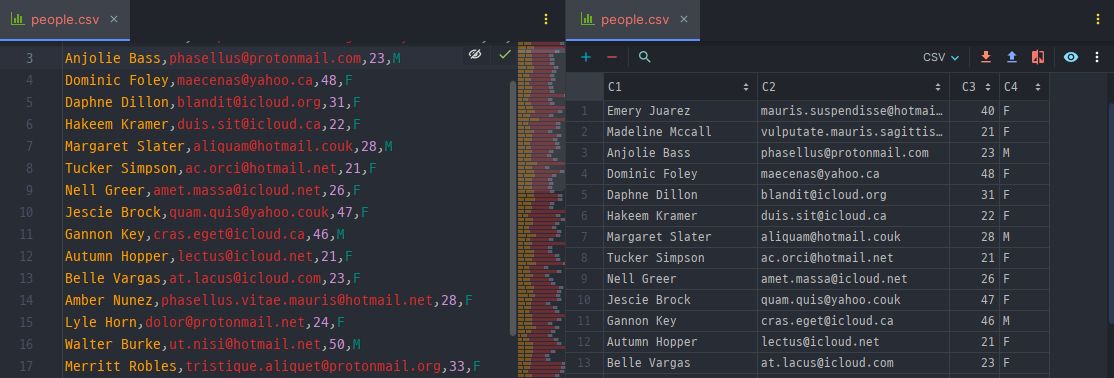 people.csv
3 Anjolie Bass,phasellus@protonmail.com,23,M
4 Dominic Foley,maecenas@yahoo.ca,48,F
5 Daphne Dillon,blandit@icloud.org,31,F
6 Hakeem Kramer,duis.sit@icloud.ca,22,F
7 Margaret Slater,aliquam@hotmail.couk,28,M
8 Tucker Simpson,ac.orci@hotmail.net,21,F
9 Nell Greer,amet.massa@icloud.net,26,F
10 Jescie Brock,quam.quis@yahoo.couk,47,F
11 Gannon Key,cras.eget@icloud.ca,46,M
12 Autumn Hopper,lectus@icloud.net,21,F
13 Belle Vargas,at.lacus@icloud.com,23,F
14 Amber Nunez,phasellus.vitae.mauris@hotmail.net,28,F
15 Lyle Horn,dolor@protonmail.net,24,F
16 Walter Burke,ut.nisi@hotmail.net,50,M
17 Merritt Robles,tristique.aliquet@protonmail.org,33,F
people.csv
CSV
C1 C2 C3 C4
1 Emery Juarez mauris.suspendisse@hotmai… 40 F
2 Madeline Mccall vulputate.mauris.sagittis… 21 F
3 Anjolie Bass phasellus@protonmail.com 23 M
4 Dominic Foley maecenas@yahoo.ca 48 F
5 Daphne Dillon blandit@icloud.org 31 F
6 Hakeem Kramer duis.sit@icloud.ca 22 F
7 Margaret Slater aliquam@hotmail.couk 28 M
8 Tucker Simpson ac.orci@hotmail.net 21 F
9 Nell Greer amet.massa@icloud.net 26 F
10 Jescie Brock quam.quis@yahoo.couk 47 F
11 Gannon Key cras.eget@icloud.ca 46 M
12 Autumn Hopper lectus@icloud.net 21 F
13 Belle Vargas at.lacus@icloud.com 23 F